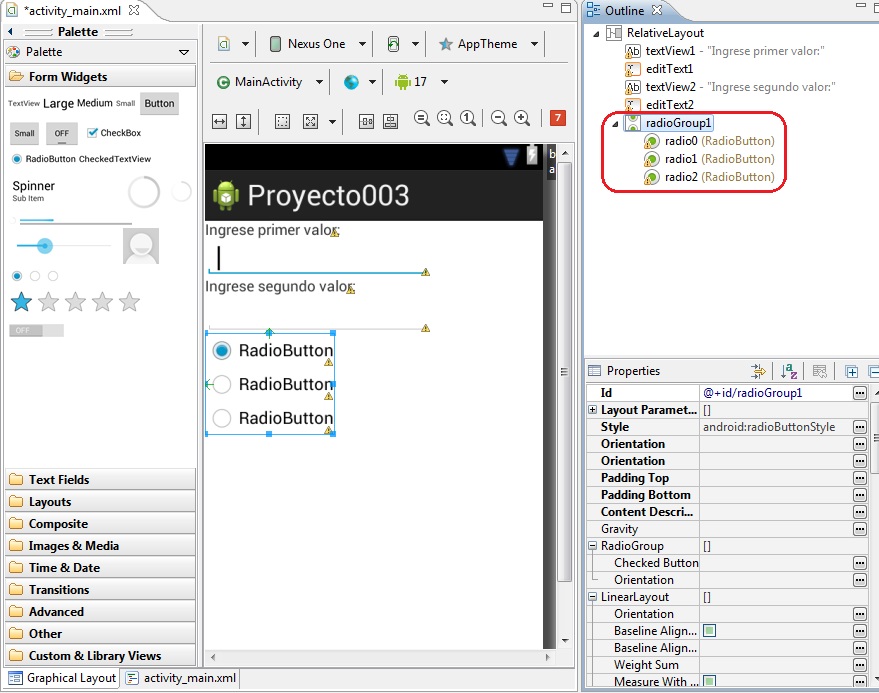 *activity_main.xml
Palette
Palette
Form Widgets
TextView Large Medium Small Button
Small OFF CheckBox
RadioButton CheckedTextView
Spinner
Sub Item
OFF
Text Fields
Layouts
Composite
Images & Media
Time & Date
Transitions
Advanced
Other
Custom & Library Views
Graphical Layout
activity_main.xml
Nexus One
AppTheme
MainActivity
17
1
7
Proyecto003
Ingrese primer valor:
Ingrese segundo valor:
RadioButton
RadioButton
RadioButton
b
a
Outline
RelativeLayout
Ab textView1 - "Ingrese primer valor:"
editText1
Ab textView2 - "Ingrese segundo valor:"
editText2
radioGroup1
radio0 (RadioButton)
radio1 (RadioButton)
radio2 (RadioButton)
Properties
Id @+id/radioGroup1
Layout Paramet... []
Style android:radioButtonStyle
Orientation
Orientation
Padding Top
Padding Bottom
Content Descri...
Gravity
RadioGroup []
Checked Button
Orientation
LinearLayout []
Orientation
Baseline Align...
Baseline Align...
Weight Sum
Measure With ...